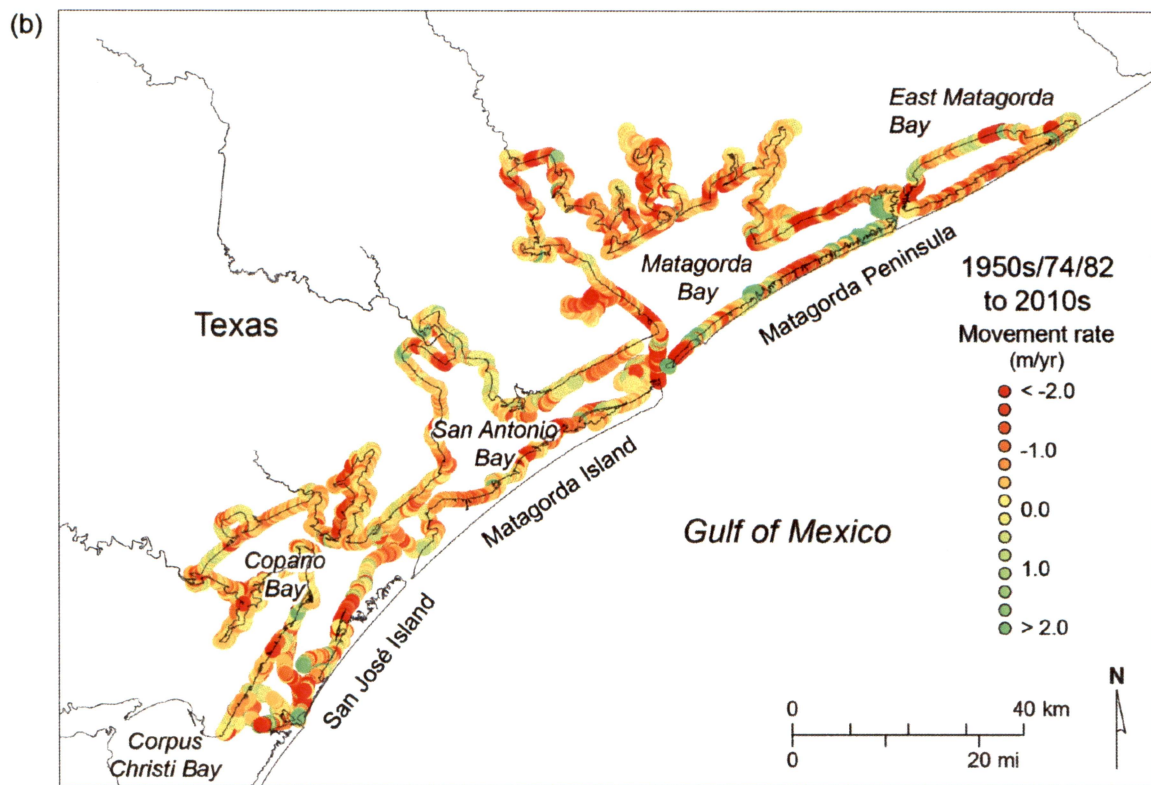 (b)
East Matagorda
Bay
Matagorda
Bay
Matagorda Peninsula
1950s/74/82
to 2010s
Movement rate
(m/yr)
< -2.0
-1.0
0.0
1.0
> 2.0
Texas
San Antonio
Bay
Matagorda Island
Gulf of Mexico
Copano
Bay
San José Island
Corpus
Christi Bay
N
0 40 km
0 20 mi